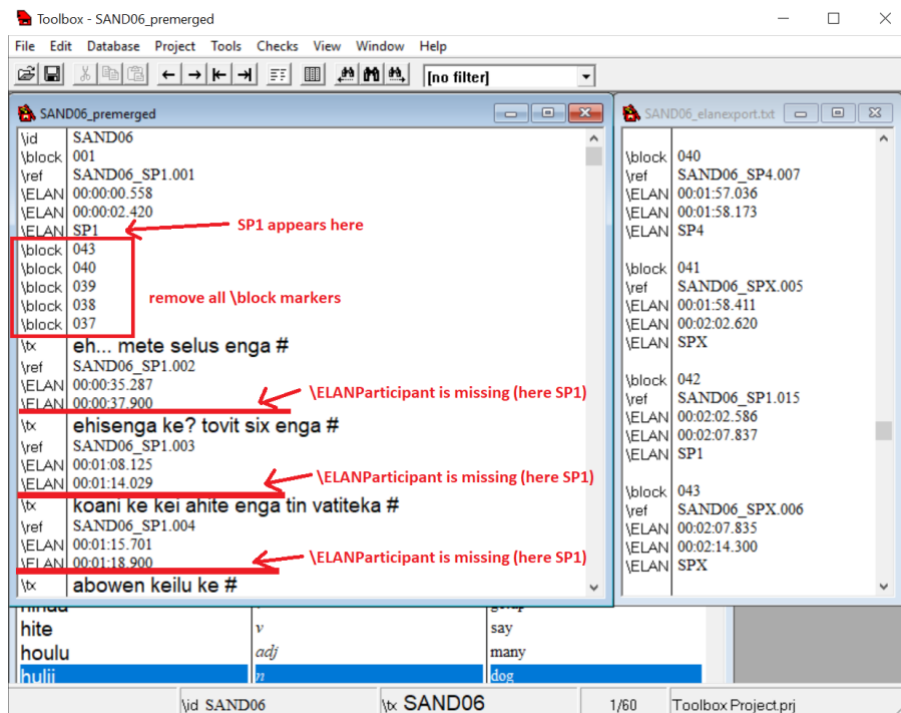 Toolbox - SAND06_premerged
File Edit Database Project Tools Checks View Window Help
[no filter]
SAND06_premerged
\id SAND06
\block 001
\ref SAND06_SP1.001
\ELAN 00:00:00.558
\ELAN 00:00:02.420
\ELAN SP1
SP1 appears here
\block 043
\block 040
\block 039
\block 038
\block 037
remove all \block markers
\tx eh... mete selus enga #
\ref SAND06_SP1.002
\ELAN 00:00:35.287
\ELAN 00:00:37.900
\ELANParticipant is missing (here SP1)
\tx ehisenga ke? tovit six enga #
\ref SAND06_SP1.003
\ELAN 00:01:08.125
\ELAN 00:01:14.029
\ELANParticipant is missing (here SP1)
\tx koani ke kei ahite enga tin vatiteka #
\ref SAND06_SP1.004
\ELAN 00:01:15.701
\ELAN 00:01:18.900
\ELANParticipant is missing (here SP1)
\tx abowen keilu ke #
SAND06_elanexport.txt
\block 040
\ref SAND06_SP4.007
\ELAN 00:01:57.036
\ELAN 00:01:58.173
\ELAN SP4
\block 041
\ref SAND06_SPX.005
\ELAN 00:01:58.411
\ELAN 00:02:02.620
\ELAN SPX
\block 042
\ref SAND06_SP1.015
\ELAN 00:02:02.586
\ELAN 00:02:07.837
\ELAN SP1
\block 043
\ref SAND06_SPX.006
\ELAN 00:02:07.835
\ELAN 00:02:14.300
\ELAN SPX
hite v say
houlu adj many
hulii n dog
\id SAND06 \tx SAND06 1/60 Toolbox Project.prj